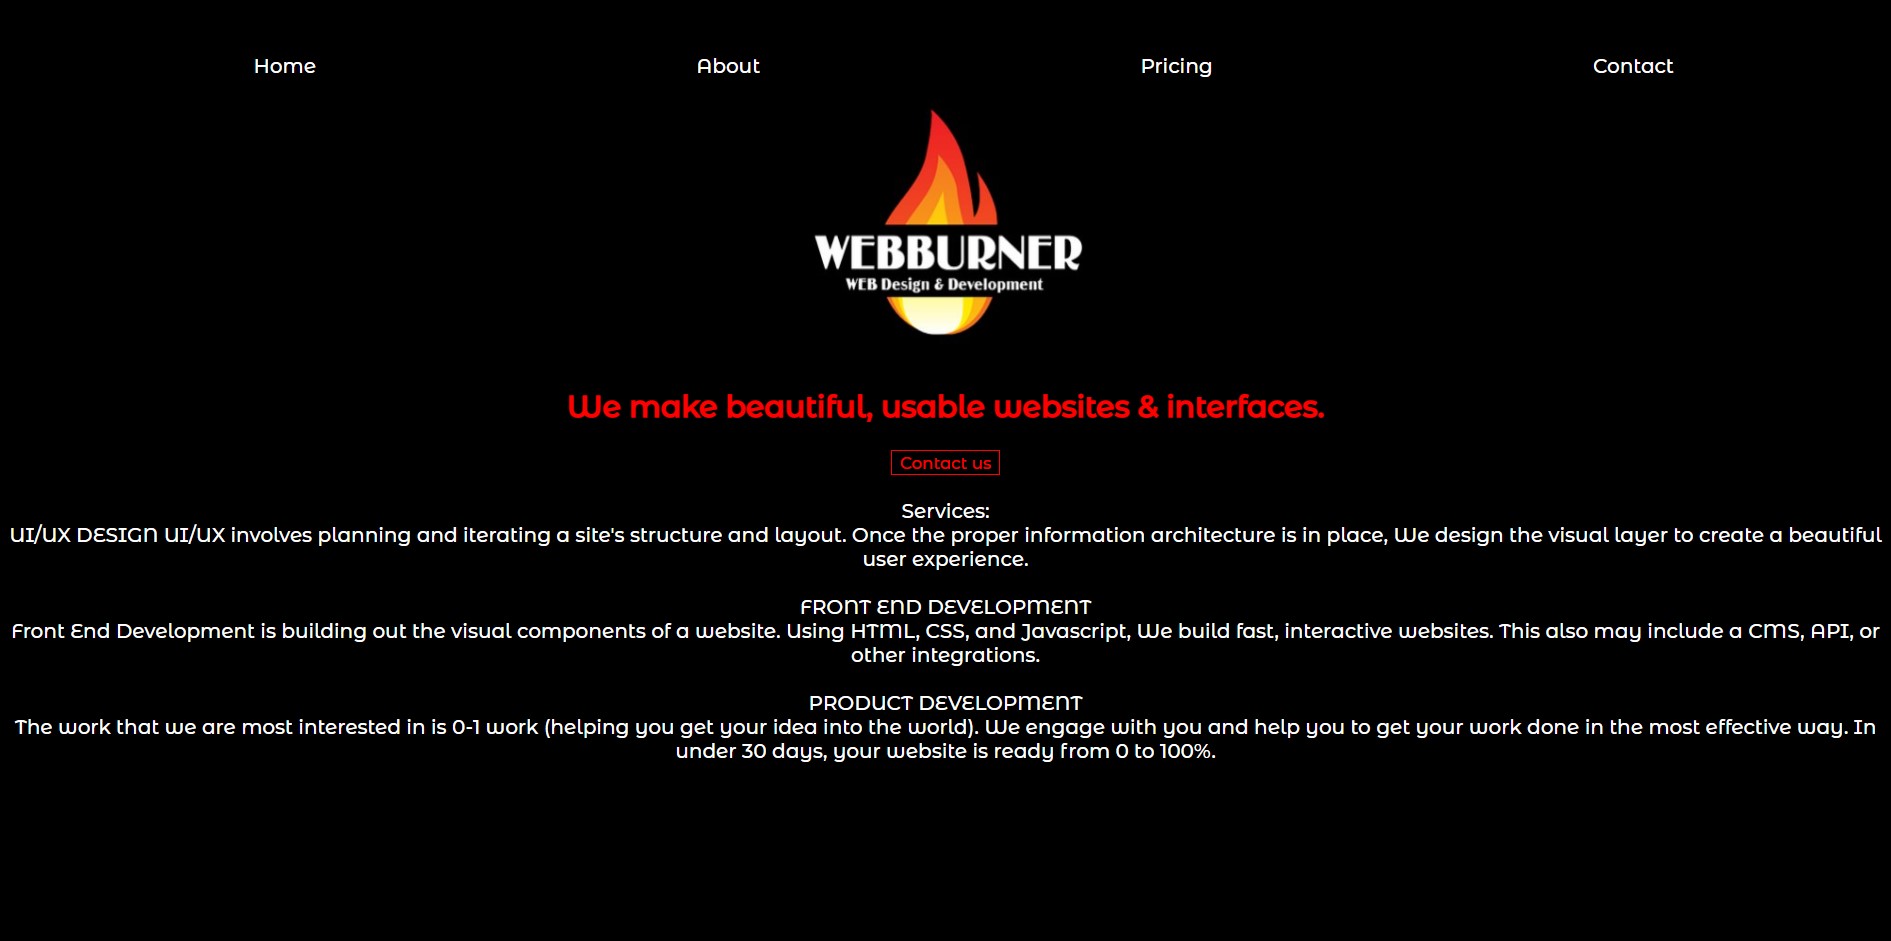 Home About Pricing Contact
WEBBURNER
WEB Design & Development
We make beautiful, usable websites & interfaces.
Contact us
Services:
UI/UX DESIGN UI/UX involves planning and iterating a site's structure and layout. Once the proper information architecture is in place, We design the visual layer to create a beautiful
user experience.
FRONT END DEVELOPMENT
Front End Development is building out the visual components of a website. Using HTML, CSS, and Javascript, We build fast, interactive websites. This also may include a CMS, API, or
other integrations.
PRODUCT DEVELOPMENT
The work that we are most interested in is 0-1 work (helping you get your idea into the world). We engage with you and help you to get your work done in the most effective way. In
under 30 days, your website is ready from 0 to 100%.